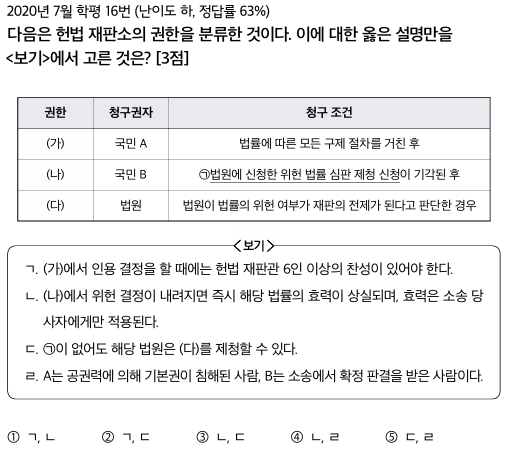 2020년 7월 학평 16번 (난이도 하, 정답률 63%)
다음은 헌법 재판소의 권한을 분류한 것이다. 이에 대한 옳은 설명만을
<보기>에서 고른 것은? [3점]
권한 청구권자 청구 조건
(가) 국민 A 법률에 따른 모든 구제 절차를 거친 후
(나) 국민 B ㉠법원에 신청한 위헌 법률 심판 제청 신청이 기각된 후
(다) 법원 법원이 법률의 위헌 여부가 재판의 전제가 된다고 판단한 경우
<보기>
ㄱ. (가)에서 인용 결정을 할 때에는 헌법 재판관 6인 이상의 찬성이 있어야 한다.
ㄴ. (나)에서 위헌 결정이 내려지면 즉시 해당 법률의 효력이 상실되며, 효력은 소송 당
사자에게만 적용된다.
ㄷ. ㉠이 없어도 해당 법원은 (다)를 제청할 수 있다.
ㄹ. A는 공권력에 의해 기본권이 침해된 사람, B는 소송에서 확정 판결을 받은 사람이다.
① ㄱ, ㄴ ② ㄱ, ㄷ ③ ㄴ, ㄷ ④ ㄴ, ㄹ ⑤ ㄷ, ㄹ